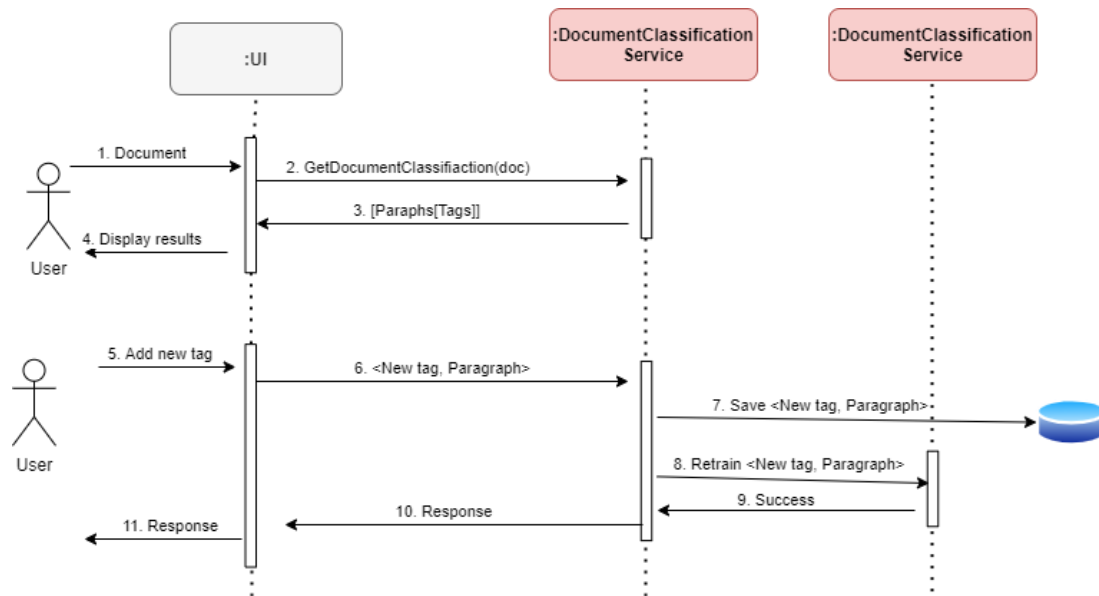 :UI
:DocumentClassification
Service
:DocumentClassification
Service
1. Document
2. GetDocumentClassifiaction(doc)
3. [Paraphs[Tags]]
4. Display results
User
5. Add new tag
6. <New tag, Paragraph>
7. Save <New tag, Paragraph>
User
8. Retrain <New tag, Paragraph>
9. Success
10. Response
11. Response